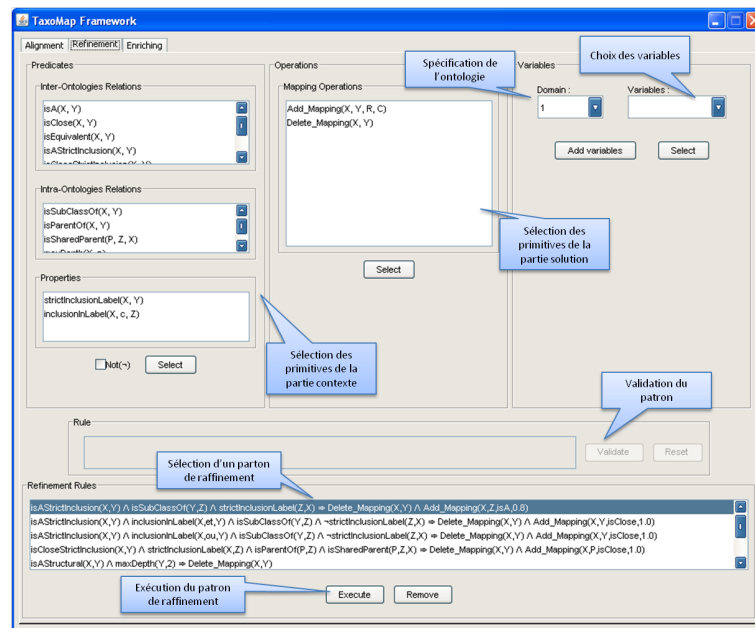 TaxoMap Framework
Alignment Refinement Enriching
Predicates
Inter-Ontologies Relations
isA(X, Y)
isClose(X, Y)
isEquivalent(X, Y)
isAStrictInclusion(X, Y)
isCloseStrictInclusion(X, Y)
Intra-Ontologies Relations
isSubClassOf(X, Y)
isParentOf(X, Y)
isSharedParent(P, Z, X)
Properties
strictInclusionLabel(X, Y)
inclusionInLabel(X, c, Z)
Not(¬)
Select
Sélection des
primitives de la
partie contexte
Operations
Mapping Operations
Add_Mapping(X, Y, R, C)
Delete_Mapping(X, Y)
Select
Sélection des
primitives de la
partie solution
Spécification de
l'ontologie
Variables
Choix des variables
Domain :
Variables :
1
Add variables
Select
Validation du
patron
Rule
Validate
Reset
Sélection d'un parton
de raffinement
Refinement Rules
isAStrictInclusion(X,Y) Λ isSubClassOf(Y,Z) Λ strictInclusionLabel(Z,X) ⇒ Delete_Mapping(X,Y) Λ Add_Mapping(X,Z,isA,0.8)
isAStrictInclusion(X,Y) Λ inclusionInLabel(X,et,Y) Λ isSubClassOf(Y,Z) Λ ¬strictInclusionLabel(Z,X) ⇒ Delete_Mapping(X,Y) Λ Add_Mapping(X,Y,isClose,1.0)
isAStrictInclusion(X,Y) Λ inclusionInLabel(X,ou,Y) Λ isSubClassOf(Y,Z) Λ ¬strictInclusionLabel(Z,X) ⇒ Delete_Mapping(X,Y) Λ Add_Mapping(X,Y,isClose,1.0)
isCloseStrictInclusion(X,Y) Λ strictInclusionLabel(X,Z) Λ isParentOf(P,Z) Λ isSharedParent(P,Z,X) ⇒ Delete_Mapping(X,Y) Λ Add_Mapping(X,P,isClose,1.0)
isAStructural(X,Y) Λ maxDepth(Y,2) ⇒ Delete_Mapping(X,Y)
Exécution du patron
de raffinement
Execute
Remove